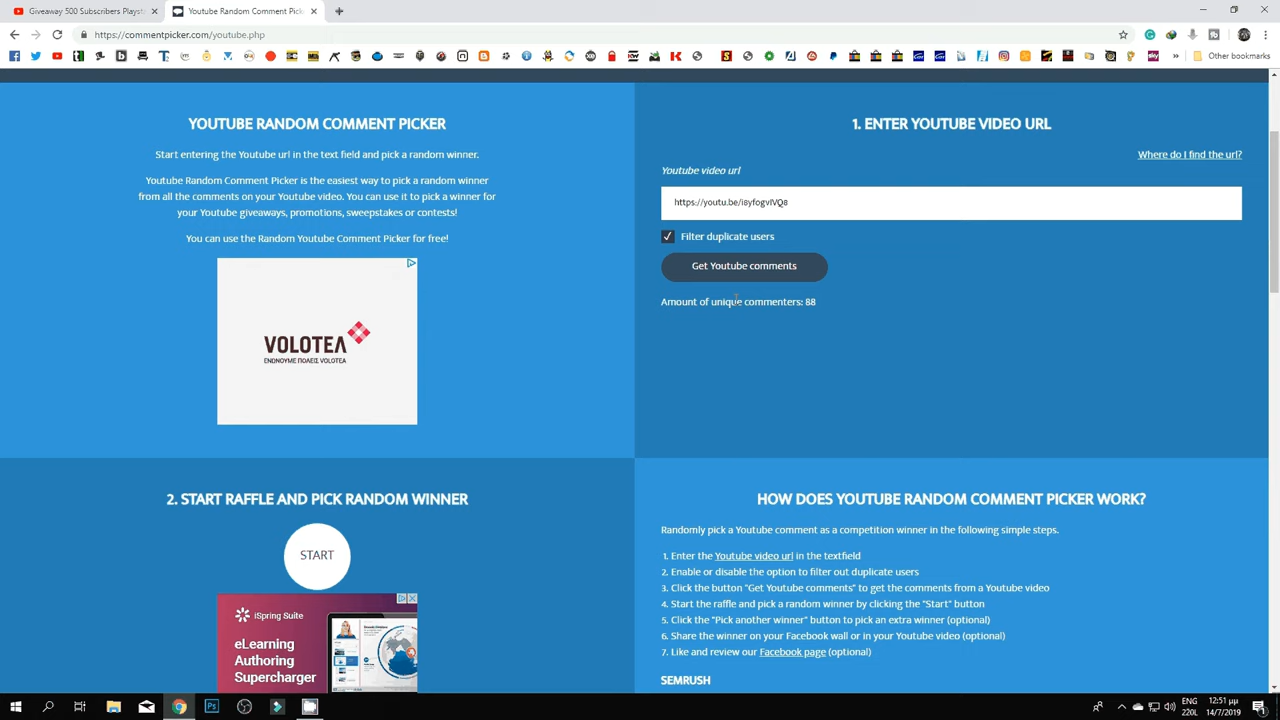 Giveaway 500 Subscribers Playst
Youtube Random Comment Picker
https://commentpicker.com/youtube.php
Other bookmarks
YOUTUBE RANDOM COMMENT PICKER
Start entering the Youtube url in the text field and pick a random winner.
Youtube Random Comment Picker is the easiest way to pick a random winner
from all the comments on your Youtube video. You can use it to pick a winner for
your Youtube giveaways, promotions, sweepstakes or contests!
You can use the Random Youtube Comment Picker for free!
VOLOTEA
ΕΝΩΝΟΥΜΕ ΠΟΛΕΙΣ VOLOTEA
1. ENTER YOUTUBE VIDEO URL
Where do I find the url?
Youtube video url
https://youtu.be/i8yfogvIVQ8
Filter duplicate users
Get Youtube comments
Amount of unique commenters: 88
2. START RAFFLE AND PICK RANDOM WINNER
START
iSpring Suite
eLearning
Authoring
Supercharger
HOW DOES YOUTUBE RANDOM COMMENT PICKER WORK?
Randomly pick a Youtube comment as a competition winner in the following simple steps.
1. Enter the Youtube video url in the textfield
2. Enable or disable the option to filter out duplicate users
3. Click the button "Get Youtube comments" to get the comments from a Youtube video
4. Start the raffle and pick a random winner by clicking the "Start" button
5. Click the "Pick another winner" button to pick an extra winner (optional)
6. Share the winner on your Facebook wall or in your Youtube video (optional)
7. Like and review our Facebook page (optional)
SEMRUSH
ENG
220L
12:51 μμ
14/7/2019